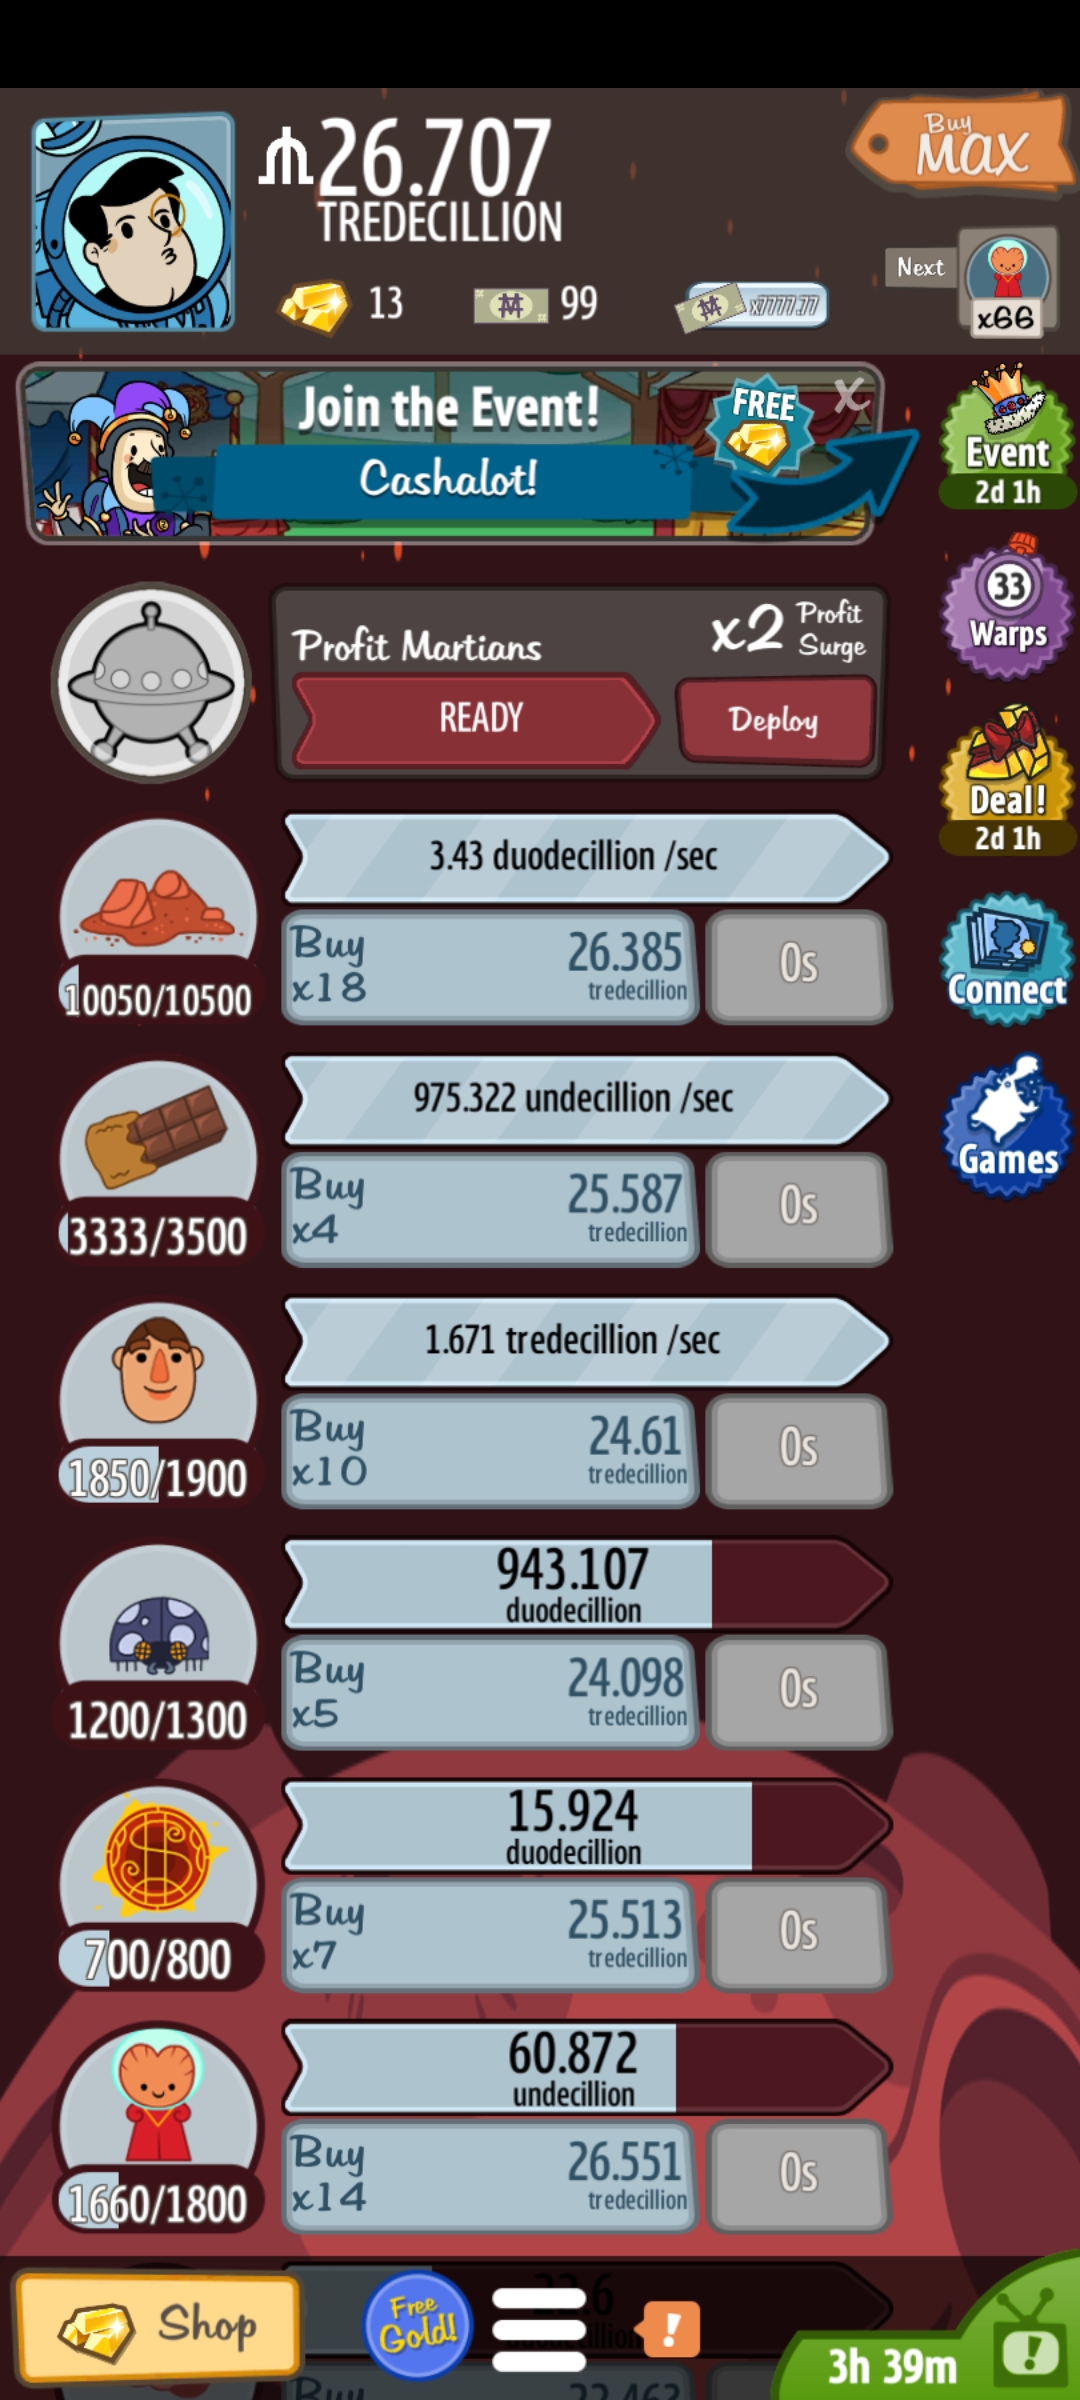 26.707
TREDECILLION
Buy
MAX
13
99
x7777.77
Next
x66
Join the Event!
Cashalot!
FREE
X
Event
2d 1h
33
Warps
Profit Martians
x2 Profit
Surge
READY
Deploy
Deal!
2d 1h
3.43 duodecillion /sec
Buy
x18
26.385
tredecillion
0s
10050/10500
Connect
975.322 undecillion /sec
Buy
x4
25.587
tredecillion
0s
3333/3500
Games
1.671 tredecillion /sec
Buy
x10
24.61
tredecillion
0s
1850/1900
943.107
duodecillion
Buy
x5
24.098
tredecillion
0s
1200/1300
15.924
duodecillion
Buy
x7
25.513
tredecillion
0s
700/800
60.872
undecillion
Buy
x14
26.551
tredecillion
0s
1660/1800
Shop
Free
Gold!
!
3h 39m
!
Buy